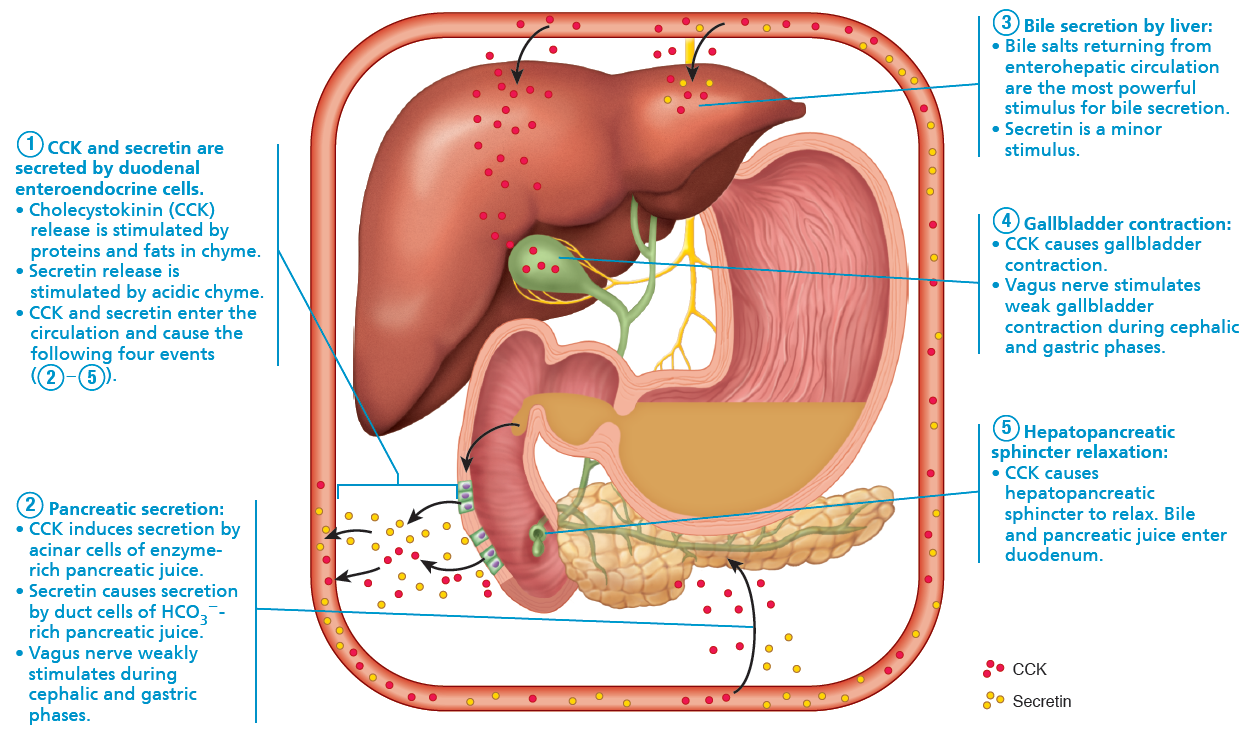 ① CCK and secretin are
secreted by duodenal
enteroendocrine cells.
• Cholecystokinin (CCK)
release is stimulated by
proteins and fats in chyme.
• Secretin release is
stimulated by acidic chyme.
• CCK and secretin enter the
circulation and cause the
following four events
(②–⑤).
② Pancreatic secretion:
• CCK induces secretion by
acinar cells of enzyme-
rich pancreatic juice.
• Secretin causes secretion
by duct cells of HCO₃⁻-
rich pancreatic juice.
• Vagus nerve weakly
stimulates during
cephalic and gastric
phases.
③ Bile secretion by liver:
• Bile salts returning from
enterohepatic circulation
are the most powerful
stimulus for bile secretion.
• Secretin is a minor
stimulus.
④ Gallbladder contraction:
• CCK causes gallbladder
contraction.
• Vagus nerve stimulates
weak gallbladder
contraction during cephalic
and gastric phases.
⑤ Hepatopancreatic
sphincter relaxation:
• CCK causes
hepatopancreatic
sphincter to relax. Bile
and pancreatic juice enter
duodenum.
CCK
Secretin